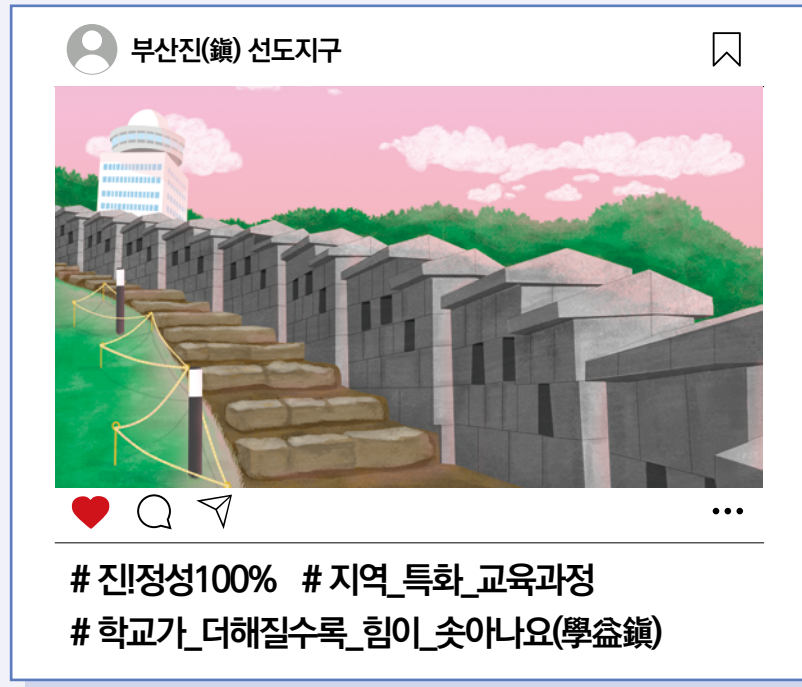 부산진(鎭) 선도지구
# 진!정성100% # 지역_특화_교육과정
# 학교가_더해질수록_힘이_솟아나요(學益鎭)